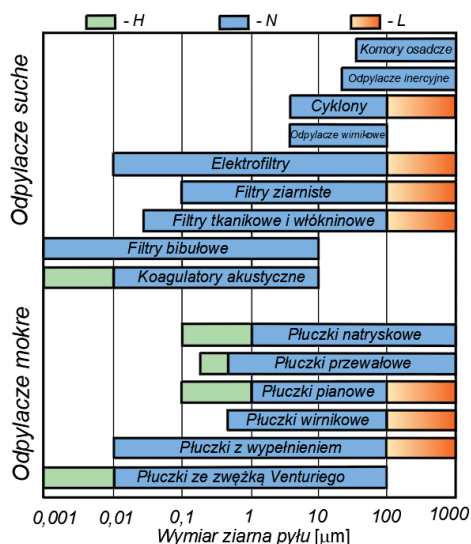 - H
- N
- L
Odpylacze suche
Komory osadcze
Odpylacze inercyjne
Cyklony
Odpylacze wirnikowe
Elektrofiltry
Filtry ziarniste
Filtry tkanikowe i włókninowe
Filtry bibułowe
Koagulatory akustyczne
Odpylacze mokre
Płuczki natryskowe
Płuczki przewałowe
Płuczki pianowe
Płuczki wirnikowe
Płuczki z wypełnieniem
Płuczki ze zwężką Venturiego
0,001 0,01 0,1 1 10 100 1000
Wymiar ziarna pyłu [μm]